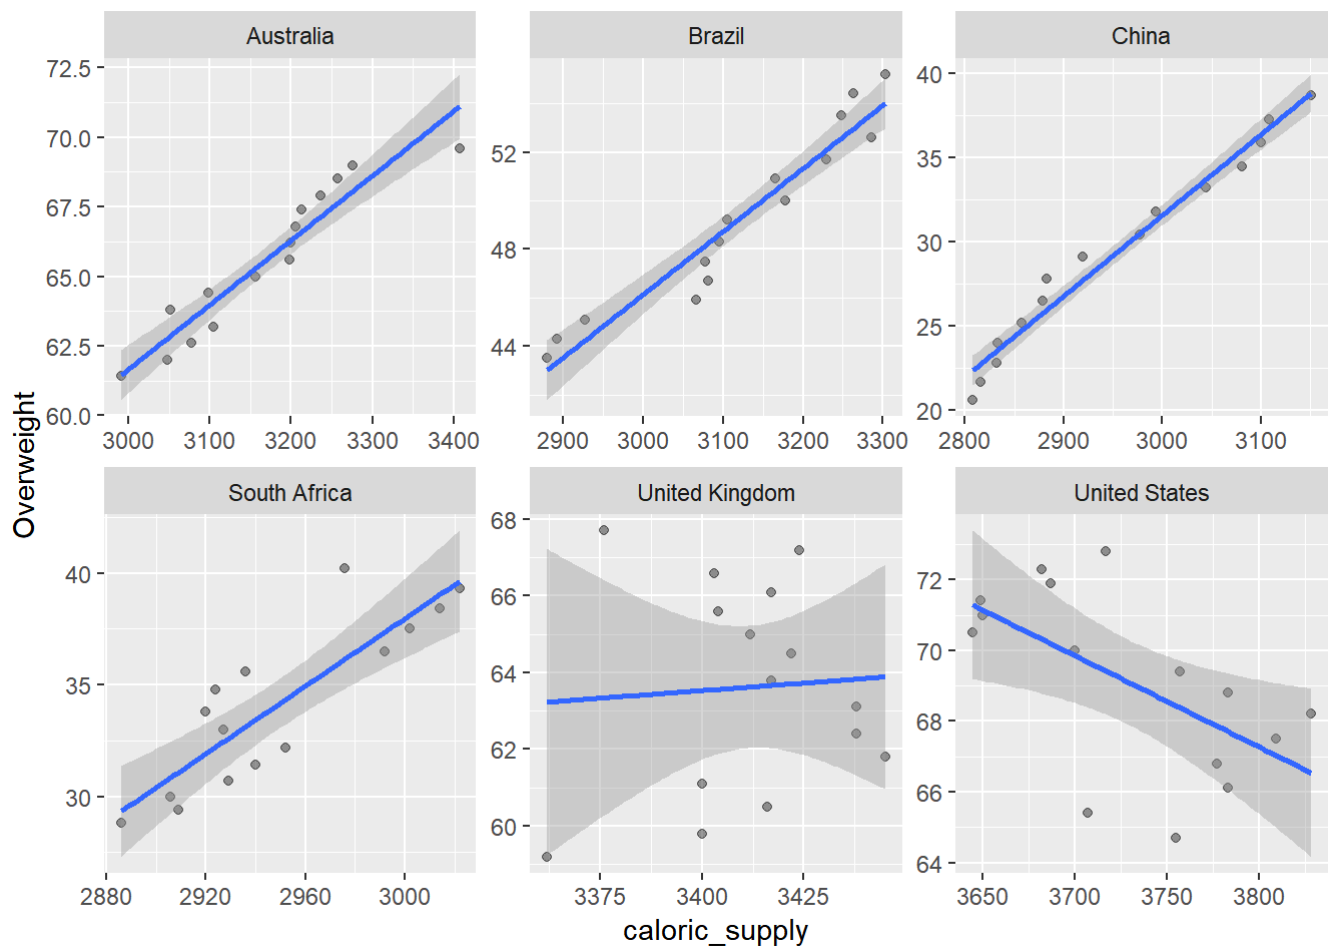 Australia Brazil China
72.5
70.0
67.5
65.0
62.5
60.0
3000 3100 3200 3300 3400
52
48
44
2900 3000 3100 3200 3300
40
35
30
25
20
2800 2900 3000 3100
Overweight
South Africa United Kingdom United States
40
35
30
2880 2920 2960 3000
68
66
64
62
60
3375 3400 3425
72
70
68
66
64
3650 3700 3750 3800
caloric_supply